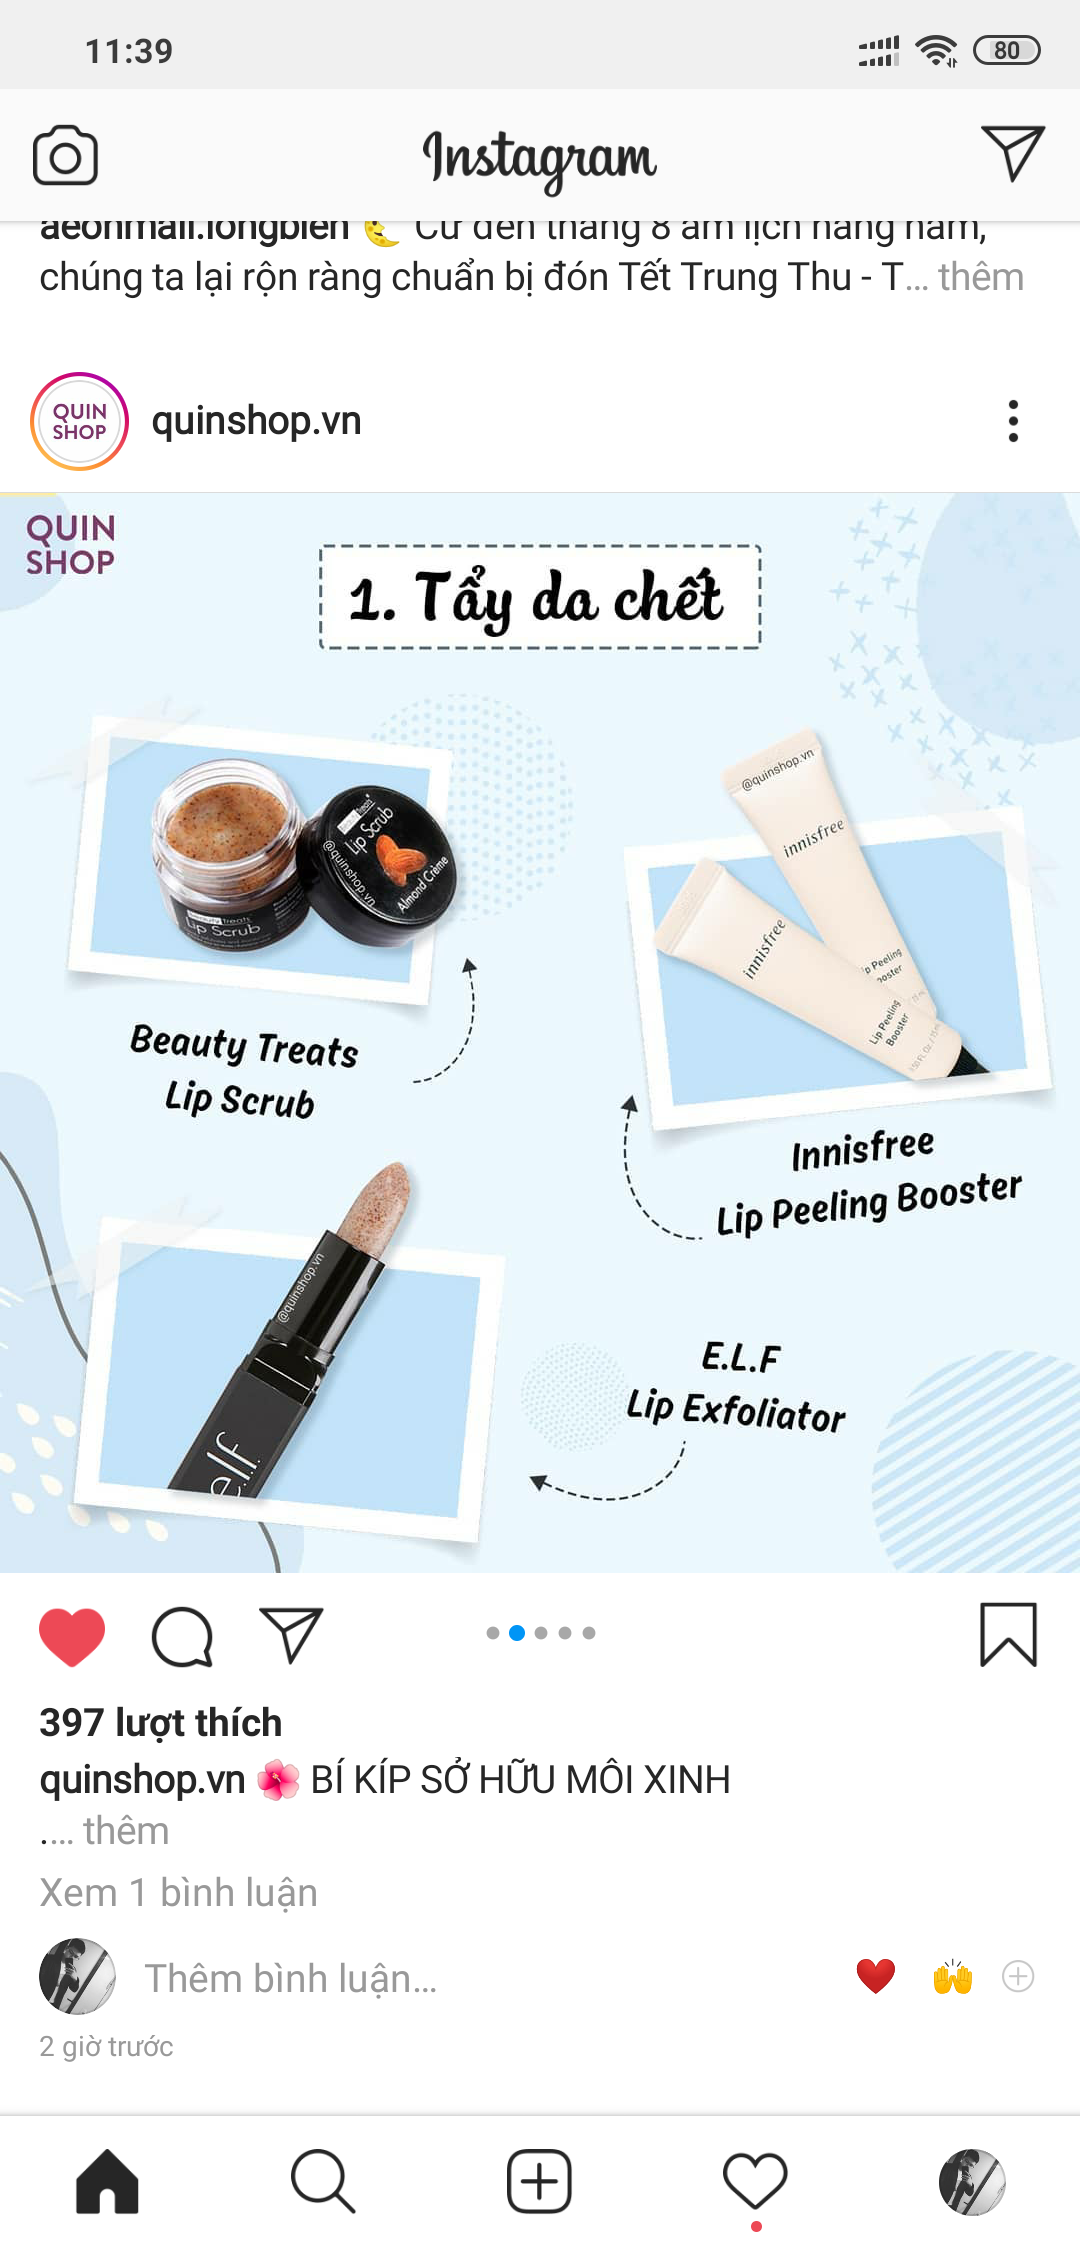 11:39
80
Instagram
aeonmall.longbien 🌜 Cứ đến tháng 8 âm lịch hàng năm,
chúng ta lại rộn ràng chuẩn bị đón Tết Trung Thu - T... thêm
QUIN
SHOP
quinshop.vn
QUIN
SHOP
1. Tẩy da chết
Beauty Treats
Lip Scrub
@quinshop.vn
Almond Crème
beauty treats
Lip Scrub
Beauty Treats
Lip Scrub
@quinshop.vn
innisfree
innisfree
Lip Peeling
Booster
Innisfree
Lip Peeling Booster
@quinshop.vn
e.l.f.
E.L.F
Lip Exfoliator
397 lượt thích
quinshop.vn 🌺 BÍ KÍP SỞ HỮU MÔI XINH
.... thêm
Xem 1 bình luận
Thêm bình luận...
2 giờ trước